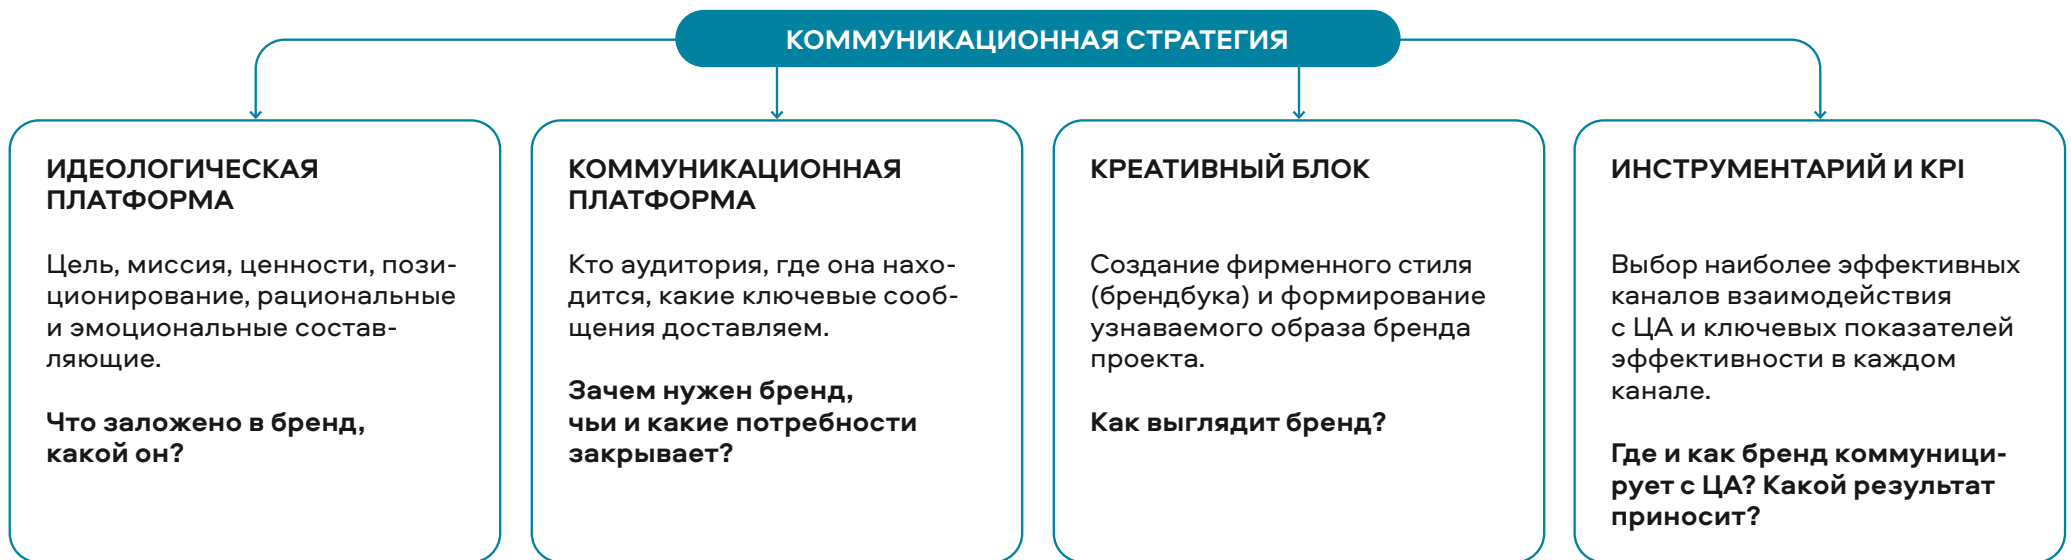 КОММУНИКАЦИОННАЯ СТРАТЕГИЯ
ИДЕОЛОГИЧЕСКАЯ
ПЛАТФОРМА
Цель, миссия, ценности, пози-
ционирование, рациональные
и эмоциональные состав-
ляющие.
Что заложено в бренд,
какой он?
КОММУНИКАЦИОННАЯ
ПЛАТФОРМА
Кто аудитория, где она нахо-
дится, какие ключевые сооб-
щения доставляем.
Зачем нужен бренд,
чьи и какие потребности
закрывает?
КРЕАТИВНЫЙ БЛОК
Создание фирменного стиля
(брендбука) и формирование
узнаваемого образа бренда
проекта.
Как выглядит бренд?
ИНСТРУМЕНТАРИЙ И KPI
Выбор наиболее эффективных
каналов взаимодействия
с ЦА и ключевых показателей
эффективности в каждом
канале.
Где и как бренд коммуници-
рует с ЦА? Какой результат
приносит?